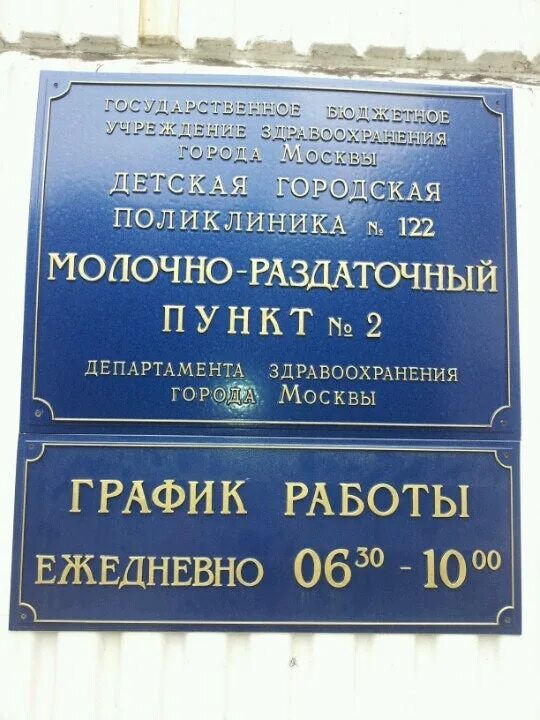 ГОСУДАРСТВЕННОЕ БЮДЖЕТНОЕ
УЧРЕЖДЕНИЕ ЗДРАВООХРАНЕНИЯ
ГОРОДА МОСКВЫ
ДЕТСКАЯ ГОРОДСКАЯ
ПОЛИКЛИНИКА № 122
МОЛОЧНО-РАЗДАТОЧНЫЙ
ПУНКТ № 2
ДЕПАРТАМЕНТА ЗДРАВООХРАНЕНИЯ
ГОРОДА МОСКВЫ
ГРАФИК РАБОТЫ
ЕЖЕДНЕВНО 06³⁰ - 10⁰⁰